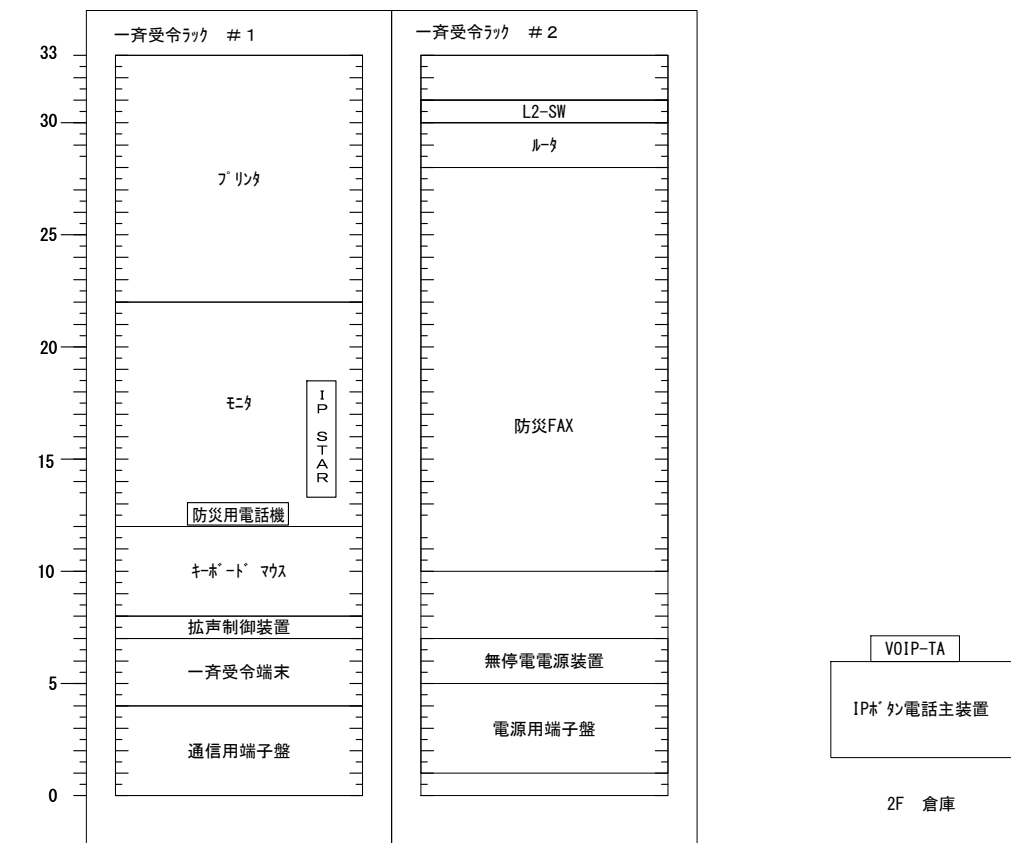 一斉受令ﾗｯｸ　＃１
33
30
25
20
15
10
5
0
ﾌﾟﾘﾝﾀ
ﾓﾆﾀ
IP STAR
防災用電話機
ｷｰﾎﾞｰﾄﾞ ﾏｳｽ
拡声制御装置
一斉受令端末
通信用端子盤
一斉受令ﾗｯｸ　＃２
L2-SW
ﾙｰﾀ
防災FAX
無停電電源装置
電源用端子盤
VOIP-TA
IPﾎﾞﾀﾝ電話主装置
2F　倉庫